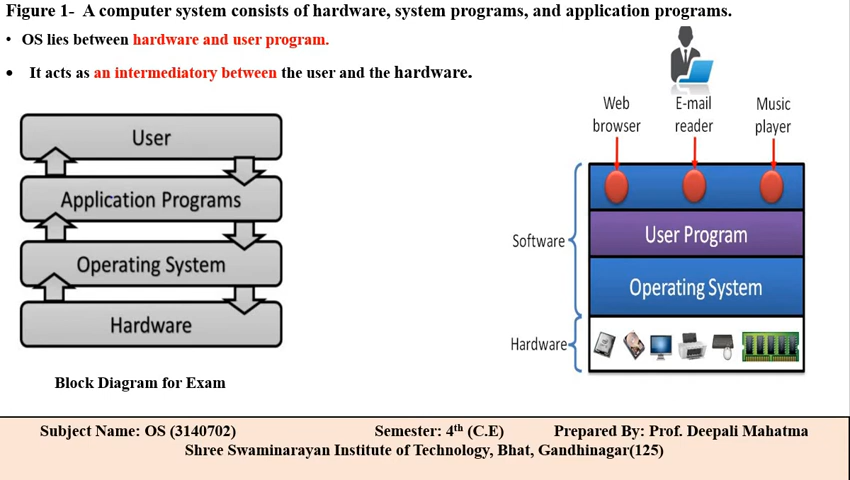 Figure 1- A computer system consists of hardware, system programs, and application programs.
• OS lies between hardware and user program.
• It acts as an intermediatory between the user and the hardware.
User
Application Programs
Operating System
Hardware
Block Diagram for Exam
Web browser
E-mail reader
Music player
Software
User Program
Operating System
Hardware
Subject Name: OS (3140702) Semester: 4th (C.E) Prepared By: Prof. Deepali Mahatma
Shree Swaminarayan Institute of Technology, Bhat, Gandhinagar(125)